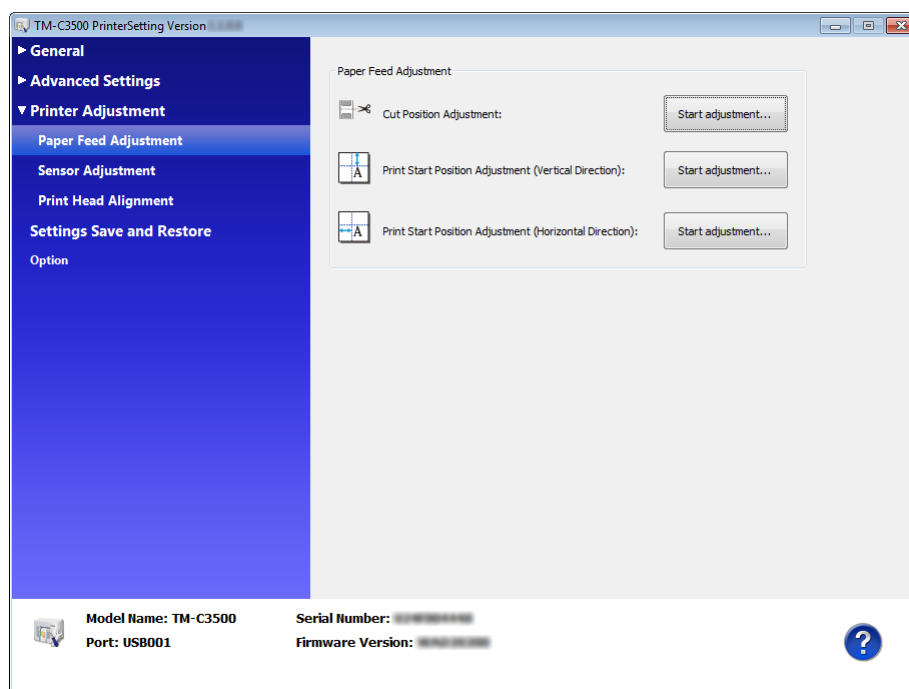 TM-C3500 PrinterSetting Version
General
Advanced Settings
Printer Adjustment
Paper Feed Adjustment
Sensor Adjustment
Print Head Alignment
Settings Save and Restore
Option
Paper Feed Adjustment
Cut Position Adjustment: Start adjustment...
A Print Start Position Adjustment (Vertical Direction): Start adjustment...
A Print Start Position Adjustment (Horizontal Direction): Start adjustment...
Model Name: TM-C3500 Serial Number:
Port: USB001 Firmware Version:
?